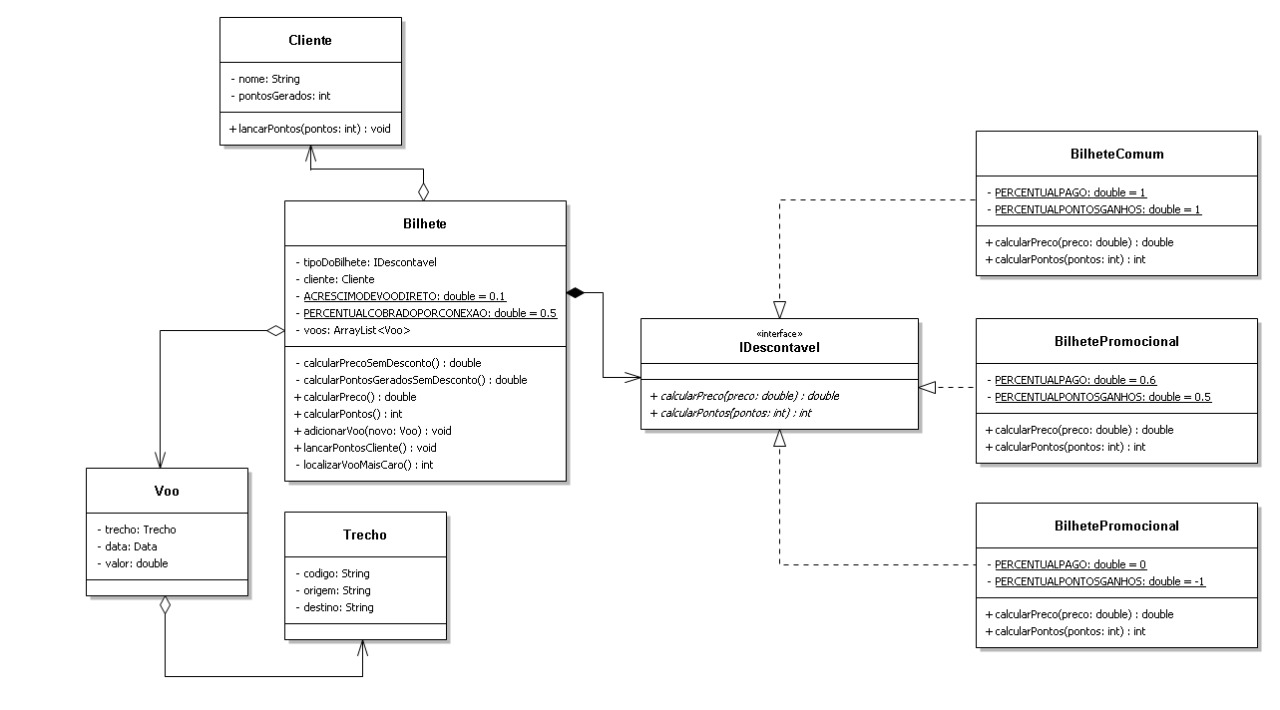 Cliente
- nome: String
- pontosGerados: int
+ lancarPontos(pontos: int) : void
Bilhete
- tipoDoBilhete: IDescontavel
- cliente: Cliente
- ACRESCIMODEVOODIRETO: double = 0.1
- PERCENTUALCOBRADOPORCONEXAO: double = 0.5
- voos: ArrayList<Voo>
- calcularPrecoSemDesconto() : double
- calcularPontosGeradosSemDesconto() : double
+ calcularPreco() : double
+ calcularPontos() : int
+ adicionarVoo(novo: Voo) : void
+ lancarPontosCliente() : void
- localizarVooMaisCaro() : int
Voo
- trecho: Trecho
- data: Data
- valor: double
Trecho
- codigo: String
- origem: String
- destino: String
«interface»
IDescontavel
+ calcularPreco(preco: double) : double
+ calcularPontos(pontos: int) : int
BilheteComum
- PERCENTUALPAGO: double = 1
- PERCENTUALPONTOSGANHOS: double = 1
+ calcularPreco(preco: double) : double
+ calcularPontos(pontos: int) : int
BilhetePromocional
- PERCENTUALPAGO: double = 0.6
- PERCENTUALPONTOSGANHOS: double = 0.5
+ calcularPreco(preco: double) : double
+ calcularPontos(pontos: int) : int
BilhetePromocional
- PERCENTUALPAGO: double = 0
- PERCENTUALPONTOSGANHOS: double = -1
+ calcularPreco(preco: double) : double
+ calcularPontos(pontos: int) : int